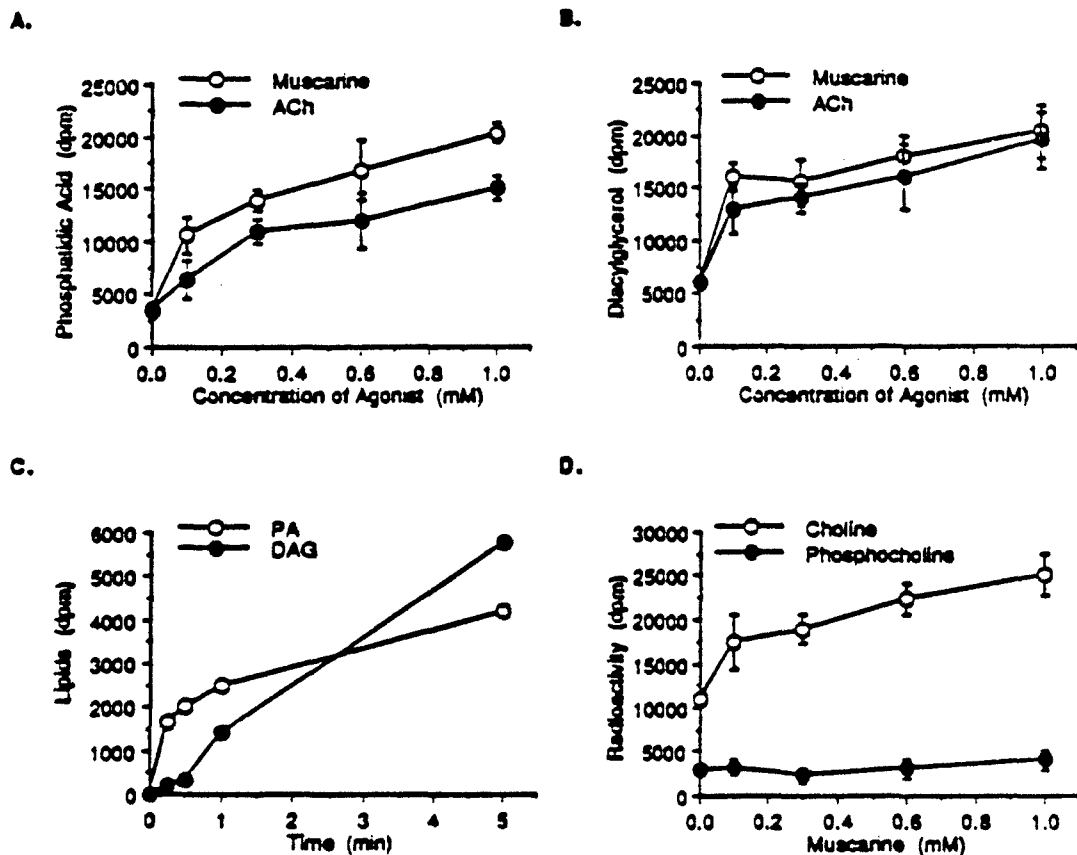 A.
Muscarine
ACh
Phosphatidic Acid (dpm)
25000
20000
15000
10000
5000
0
0.0 0.2 0.4 0.6 0.8 1.0
Concentration of Agonist (mM)
B.
Muscarine
ACh
Diacylglycerol (dpm)
25000
20000
15000
10000
5000
0
0.0 0.2 0.4 0.6 0.8 1.0
Concentration of Agonist (mM)
C.
PA
DAG
Lipids (dpm)
6000
5000
4000
3000
2000
1000
0
0 1 2 3 4 5
Time (min)
D.
Choline
Phosphocholine
Radioactivity (dpm)
30000
25000
20000
15000
10000
5000
0
0.0 0.2 0.4 0.6 0.8 1.0
Muscarine (mM)